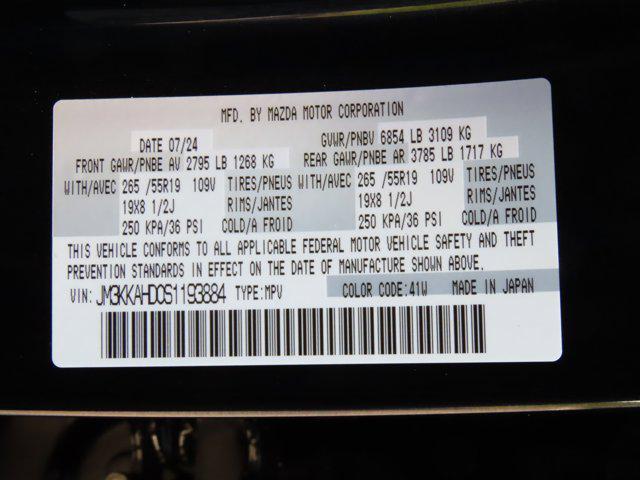 MFD. BY MAZDA MOTOR CORPORATION
DATE 07/24 GVWR/PNBV 6854 LB 3109 KG
FRONT GAWR/PNBE AV 2795 LB 1268 KG REAR GAWR/PNBE AR 3785 LB 1717 KG
WITH/AVEC 265 /55R19 109V TIRES/PNEUS WITH/AVEC 265 /55R19 109V TIRES/PNEUS
19X8 1/2J RIMS/JANTES 19X8 1/2J RIMS/JANTES
250 KPA/36 PSI COLD/A FROID 250 KPA/36 PSI COLD/A FROID
THIS VEHICLE CONFORMS TO ALL APPLICABLE FEDERAL MOTOR VEHICLE SAFETY AND THEFT
PREVENTION STANDARDS IN EFFECT ON THE DATE OF MANUFACTURE SHOWN ABOVE.
VIN: JM3KKAHD0S1193884 TYPE:MPV COLOR CODE:41W MADE IN JAPAN